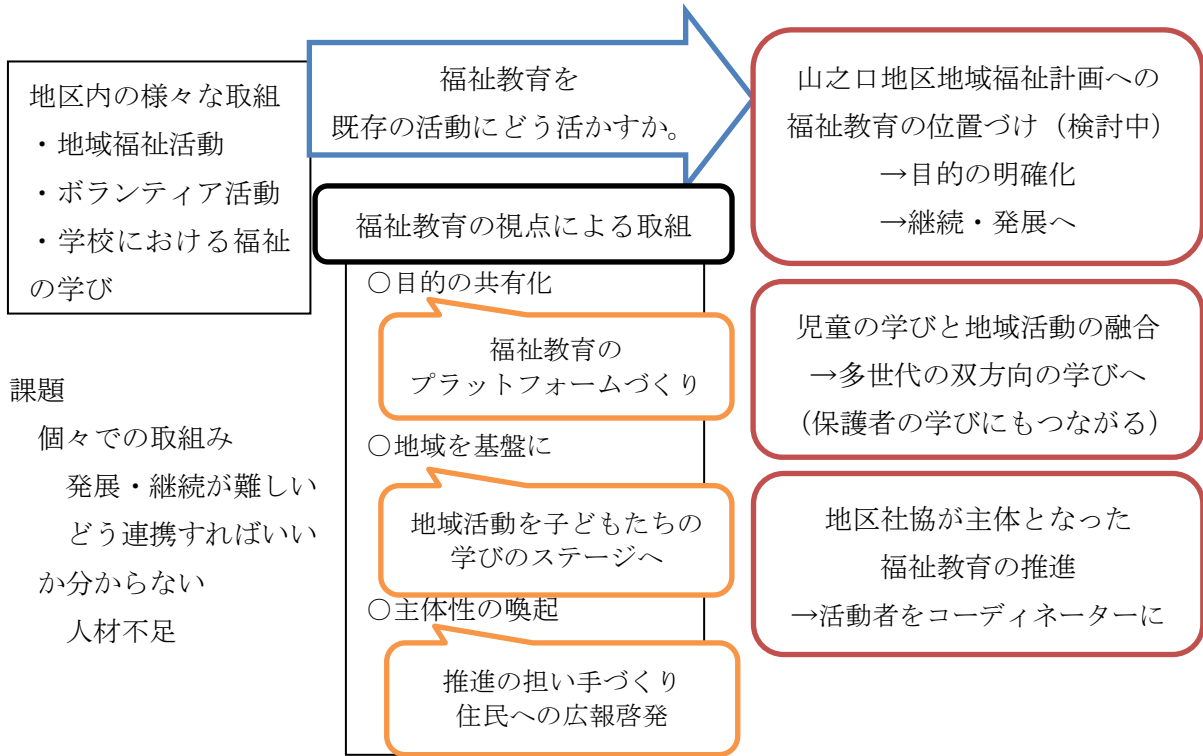 地区内の様々な取組
・地域福祉活動
・ボランティア活動
・学校における福祉
の学び
課題
個々での取組み
発展・継続が難しい
どう連携すればいい
か分からない
人材不足
福祉教育を
既存の活動にどう活かすか。
福祉教育の視点による取組
○目的の共有化
福祉教育の
プラットフォームづくり
○地域を基盤に
地域活動を子どもたちの
学びのステージへ
○主体性の喚起
推進の担い手づくり
住民への広報啓発
山之口地区地域福祉計画への
福祉教育の位置づけ（検討中）
→目的の明確化
→継続・発展へ
児童の学びと地域活動の融合
→多世代の双方向の学びへ
（保護者の学びにもつながる）
地区社協が主体となった
福祉教育の推進
→活動者をコーディネーターに